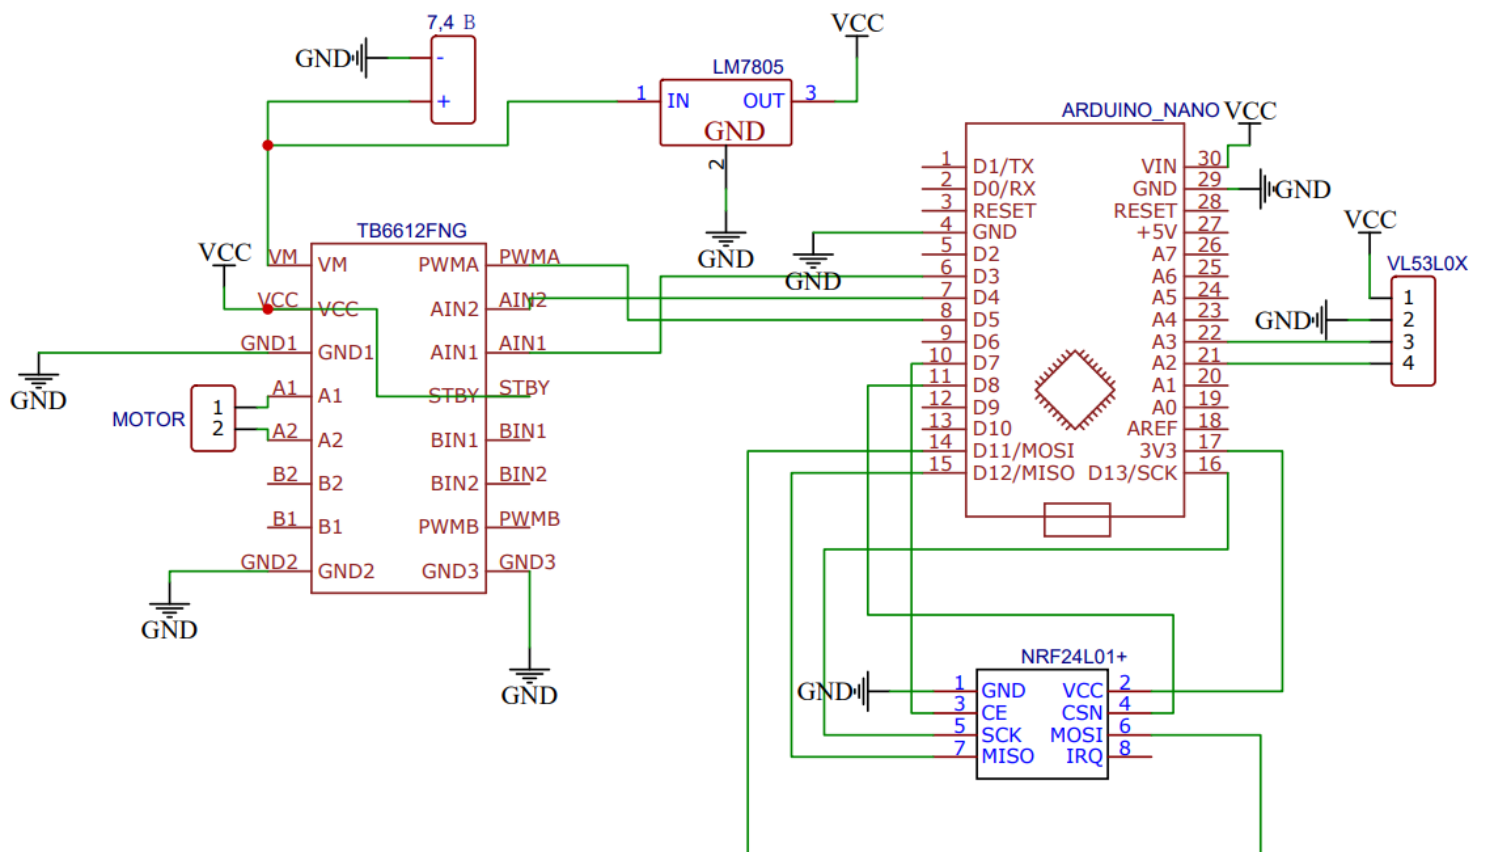 7,4 В
GND
-
+
LM7805
1 IN OUT 3
GND
2
GND
VCC
TB6612FNG
VCC
VM VM PWMA PWMA
VCC VCC AIN2 AIN2
GND1 GND1 AIN1 AIN1
A1 A1 STBY STBY
A2 A2 BIN1 BIN1
B2 B2 BIN2 BIN2
B1 B1 PWMB PWMB
GND2 GND2 GND3 GND3
GND
MOTOR
1
2
GND
GND
ARDUINO_NANO
VCC
1 D1/TX VIN 30
2 D0/RX GND 29
3 RESET RESET 28
4 GND +5V 27
5 D2 A7 26
6 D3 A6 25
7 D4 A5 24
8 D5 A4 23
9 D6 A3 22
10 D7 A2 21
11 D8 A1 20
12 D9 A0 19
13 D10 AREF 18
14 D11/MOSI 3V3 17
15 D12/MISO D13/SCK 16
GND
GND
VCC
VL53L0X
GND
1
2
3
4
NRF24L01+
GND
1 GND VCC 2
3 CE CSN 4
5 SCK MOSI 6
7 MISO IRQ 8